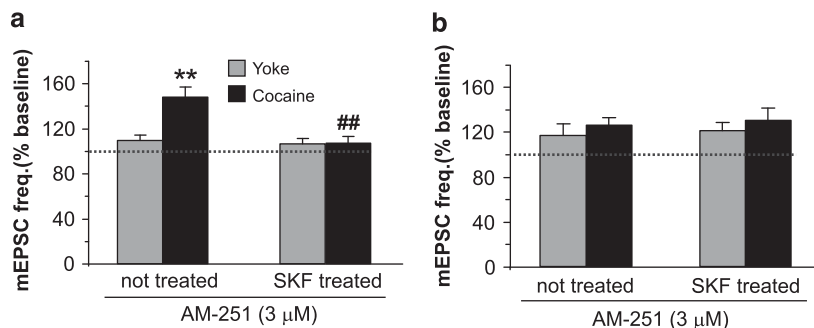 a
mEPSC freq.(% baseline)
160
120
80
40
0
**
##
Yoke
Cocaine
not treated
SKF treated
AM-251 (3 μM)
b
mEPSC freq.(% baseline)
160
120
80
40
0
not treated
SKF treated
AM-251 (3 μM)